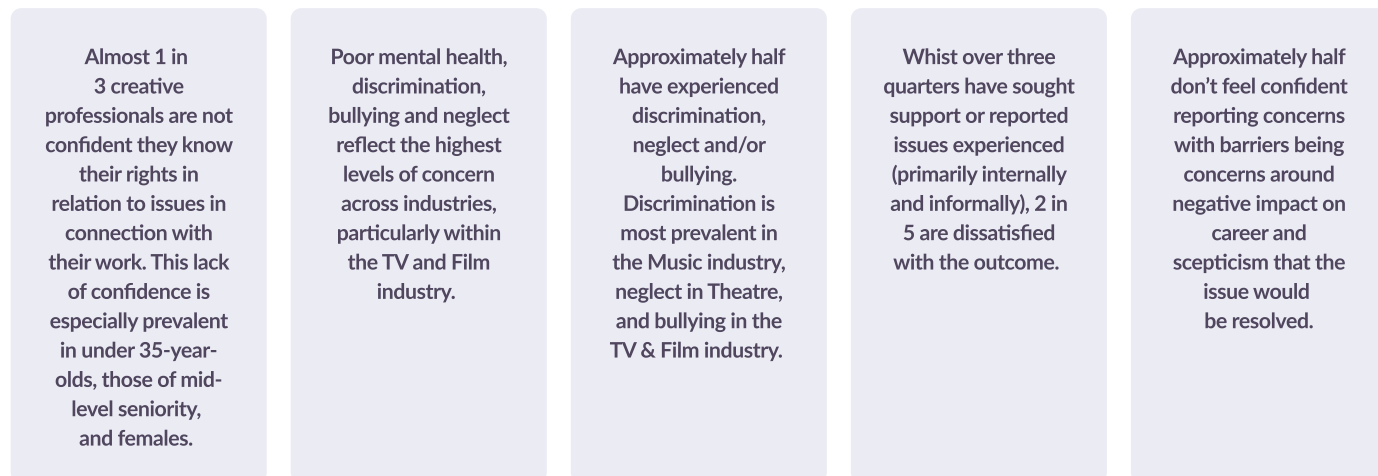 Almost 1 in
3 creative
professionals are not
confident they know
their rights in
relation to issues in
connection with
their work. This lack
of confidence is
especially prevalent
in under 35-year-
olds, those of mid-
level seniority,
and females.
Poor mental health,
discrimination,
bullying and neglect
reflect the highest
levels of concern
across industries,
particularly within
the TV and Film
industry.
Approximately half
have experienced
discrimination,
neglect and/or
bullying.
Discrimination is
most prevalent in
the Music industry,
neglect in Theatre,
and bullying in the
TV & Film industry.
Whist over three
quarters have sought
support or reported
issues experienced
(primarily internally
and informally), 2 in
5 are dissatisfied
with the outcome.
Approximately half
don’t feel confident
reporting concerns
with barriers being
concerns around
negative impact on
career and
scepticism that the
issue would
be resolved.